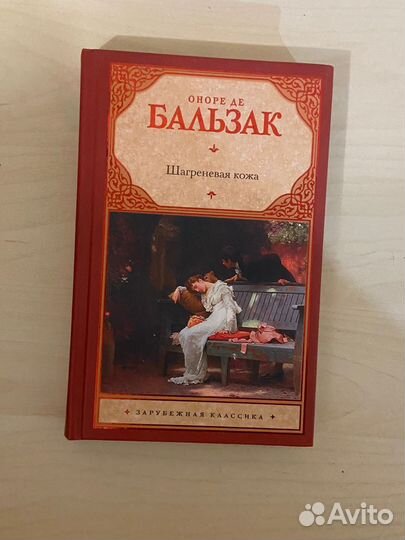 ОНОРЕ ДЕ
БАЛЬЗАК
Шагреневая кожа
ЗАРУБЕЖНАЯ КЛАССИКА
Avito